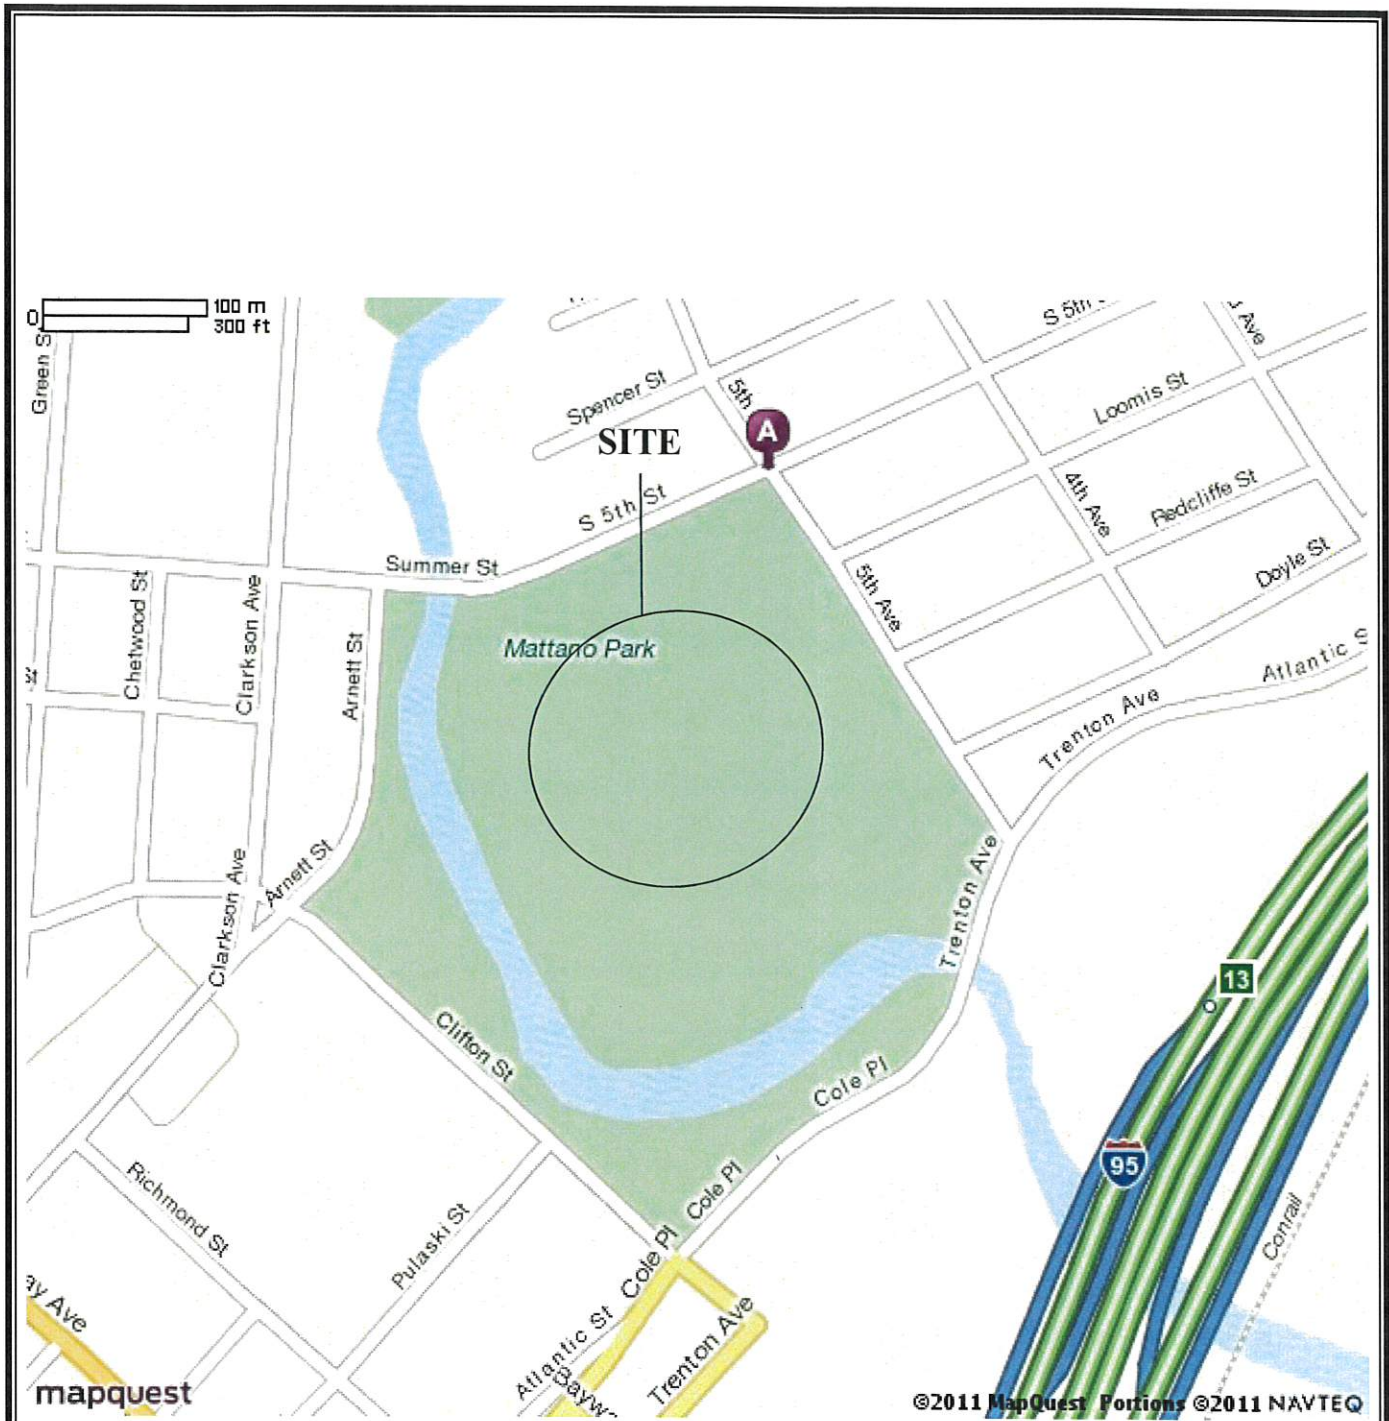 100 m
0
300 ft
Green S
S 5th
Ave
Spencer St
5th
Loomis St
A
SITE
S 5th St
4th Ave
Redcliffe St
Summer St
Doyle St
5th Ave
Chetwood St
Clarkson Ave
Arnett St
Mattano Park
Atlantic S
St
Trenton Ave
Arnett St
Clarkson Ave
Trenton Ave
13
Clifton St
Cole Pl
95
Cole Pl
Richmond St
Pulaski St
Conrail
Cole Pl
ay Ave
Atlantic St
Trenton Ave
Bayw
mapquest
©2011 MapQuest Portions ©2011 NAVTEQ